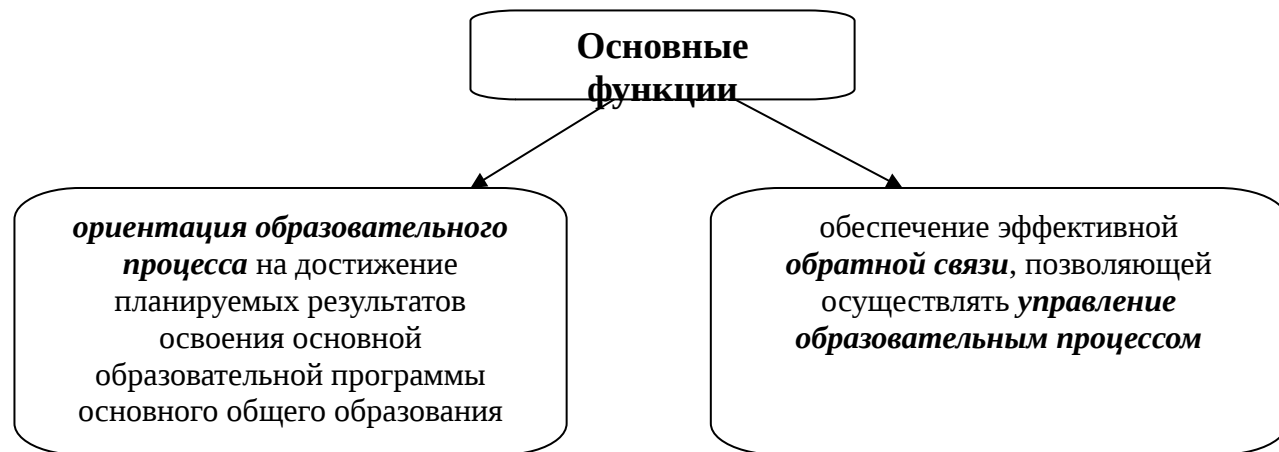 Основные
функции
ориентация образовательного
процесса на достижение
планируемых результатов
освоения основной
образовательной программы
основного общего образования
обеспечение эффективной
обратной связи, позволяющей
осуществлять управление
образовательным процессом